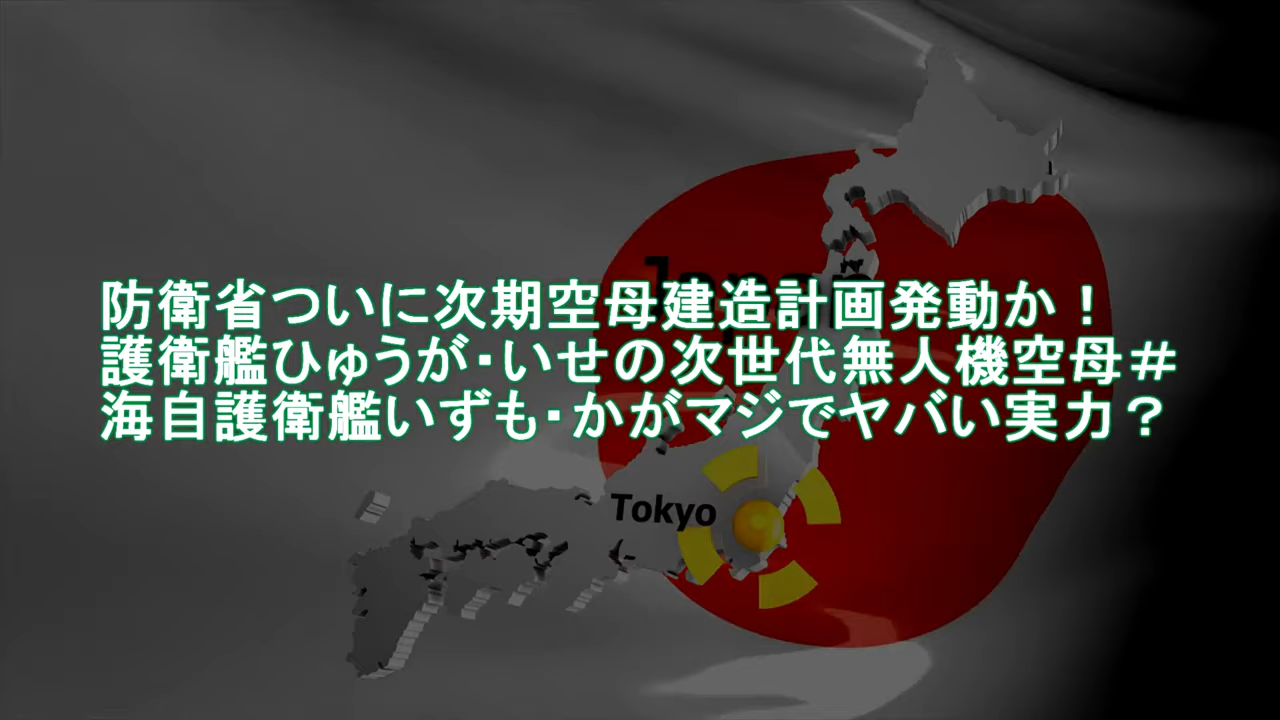 Japan
防衛省ついに次期空母建造計画発動か！
護衛艦ひゅうが・いせの次世代無人機空母＃
海自護衛艦いずも・かがマジでヤバい実力？
Tokyo